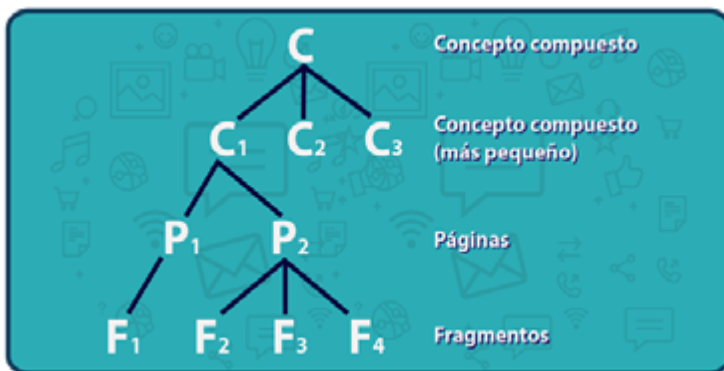 C Concepto compuesto
C1 C2 C3 Concepto compuesto
(más pequeño)
P1 P2 Páginas
F1 F2 F3 F4 Fragmentos